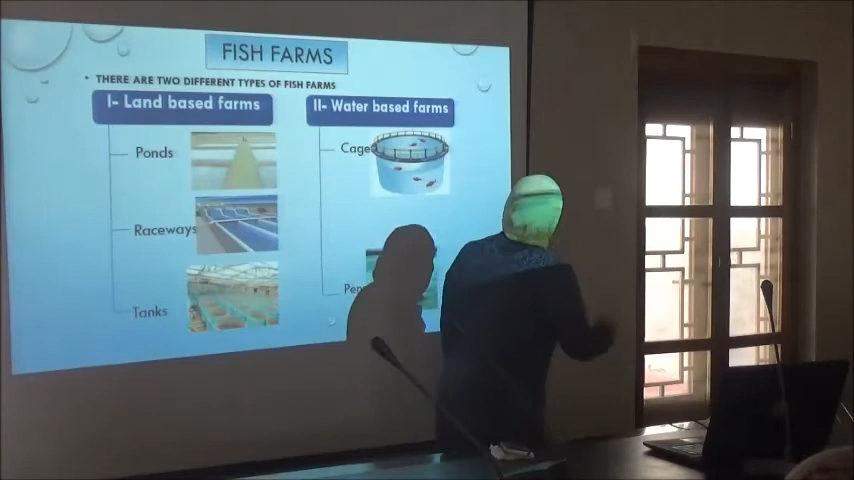 FISH FARMS
• THERE ARE TWO DIFFERENT TYPES OF FISH FARMS
I- Land based farms
Ponds
Raceways
Tanks
II- Water based farms
Cage